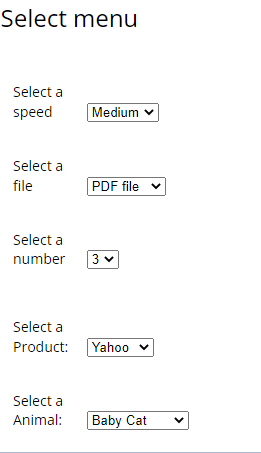 Select menu
Select a
speed
Medium
Select a
file
PDF file
Select a
number
3
Select a
Product:
Yahoo
Select a
Animal:
Baby Cat